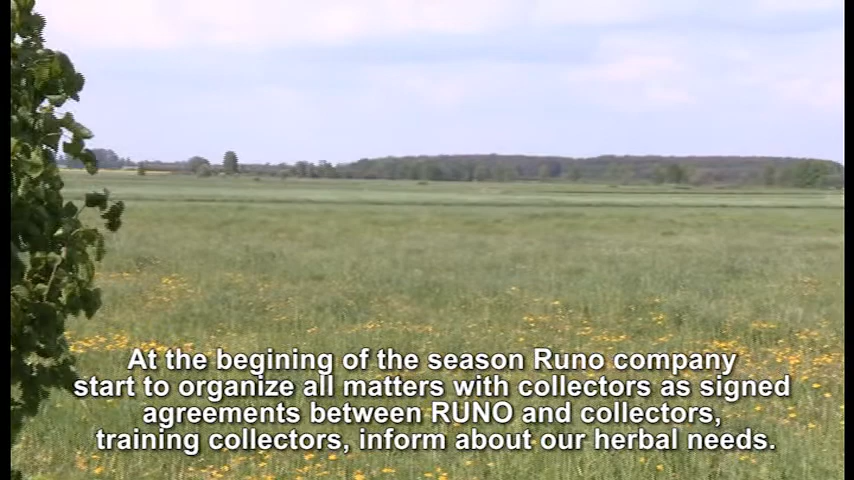 At the begining of the season Runo company
start to organize all matters with collectors as signed
agreements between RUNO and collectors,
training collectors, inform about our herbal needs.